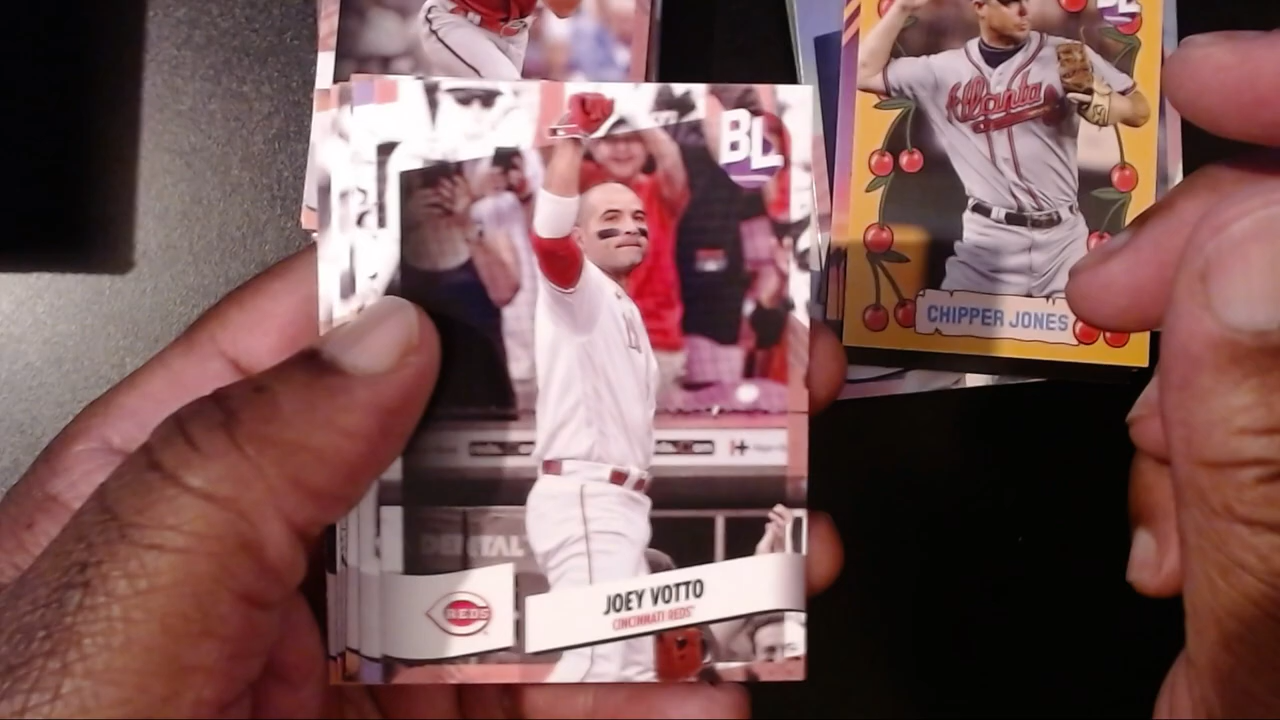 BL
Atlanta
CHIPPER JONES
DENTAL
REDS
JOEY VOTTO
CINCINNATI REDS